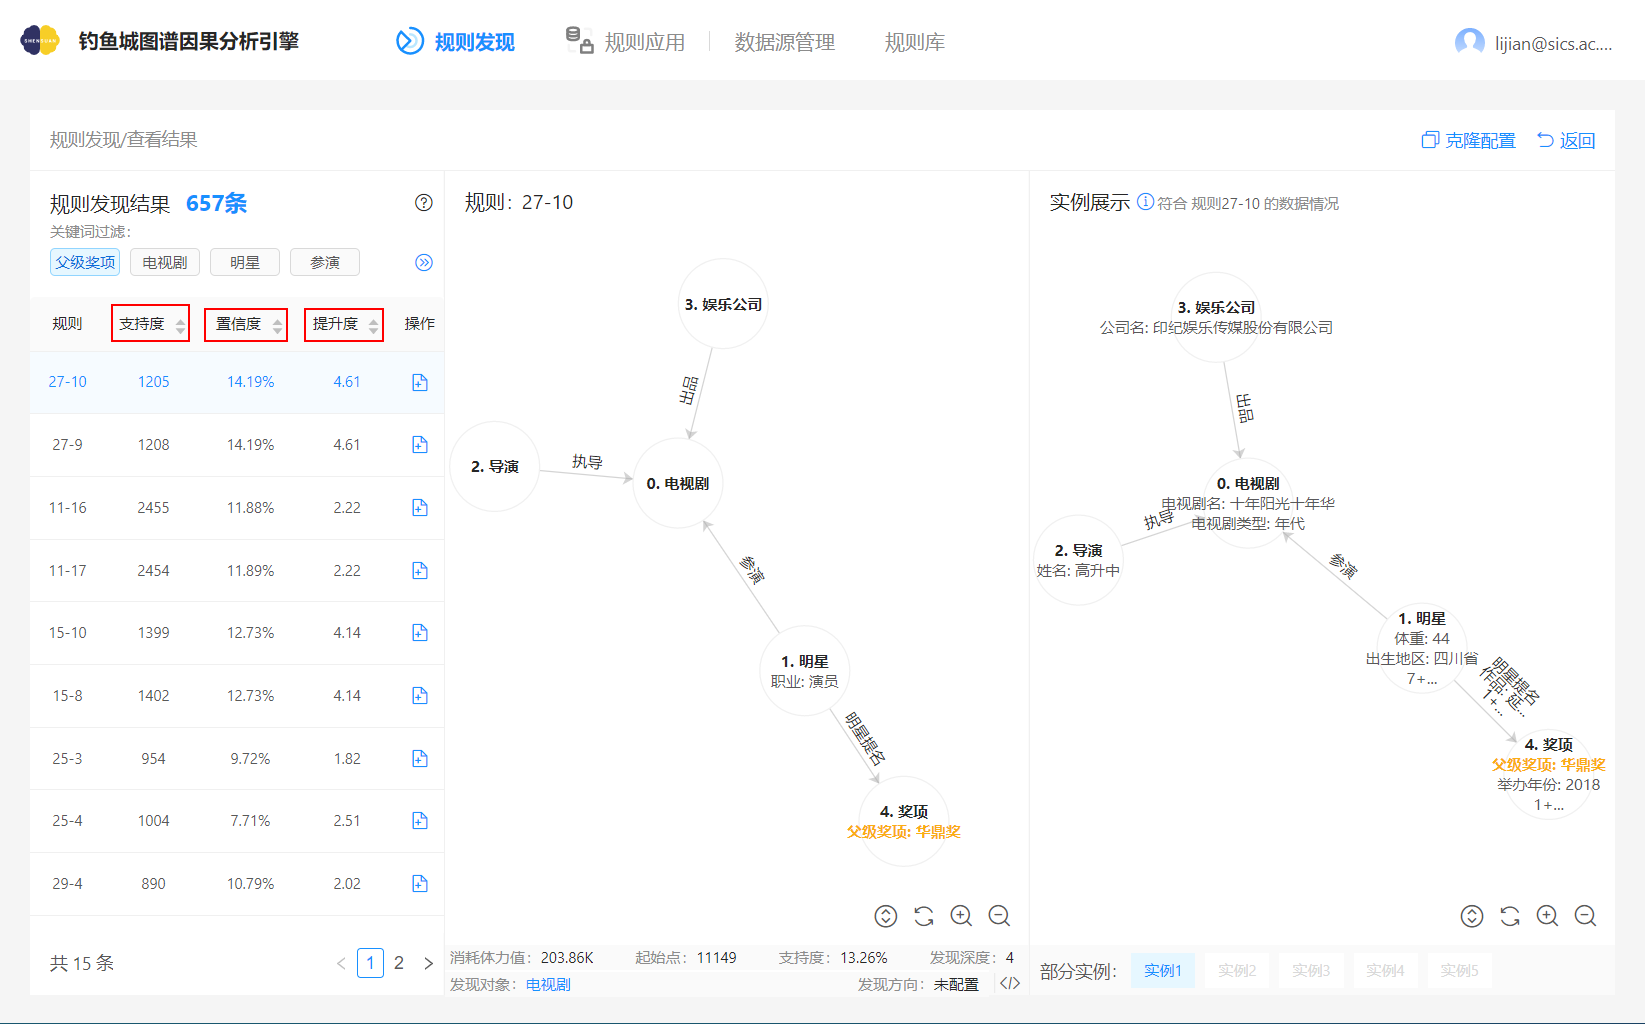 钓鱼城图谱因果分析引擎
规则发现
规则应用
数据源管理
规则库
lijian@sics.ac....
规则发现/查看结果
克隆配置
返回
规则发现结果 657条
关键词过滤：
父级奖项 电视剧 明星 参演
规则 支持度 置信度 提升度 操作
27-10 1205 14.19% 4.61
27-9 1208 14.19% 4.61
11-16 2455 11.88% 2.22
11-17 2454 11.89% 2.22
15-10 1399 12.73% 4.14
15-8 1402 12.73% 4.14
25-3 954 9.72% 1.82
25-4 1004 7.71% 2.51
29-4 890 10.79% 2.02
共 15 条
1 2
规则：27-10
3. 娱乐公司
出品
2. 导演
执导
0. 电视剧
参演
1. 明星
职业: 演员
明星提名
4. 奖项
父级奖项: 华鼎奖
消耗体力值：203.86K 起始点：11149 支持度：13.26% 发现深度：4
发现对象：电视剧 发现方向：未配置 </>
实例展示 符合 规则27-10 的数据情况
3. 娱乐公司
公司名: 印纪娱乐传媒股份有限公司
出品
0. 电视剧
电视剧名: 十年阳光十年华
电视剧类型: 年代
执导
2. 导演
姓名: 高升中
参演
1. 明星
体重: 44
出生地区: 四川省
7+...
明星提名
作品: 延...
1+...
4. 奖项
父级奖项: 华鼎奖
举办年份: 2018
1+...
部分实例： 实例1 实例2 实例3 实例4 实例5